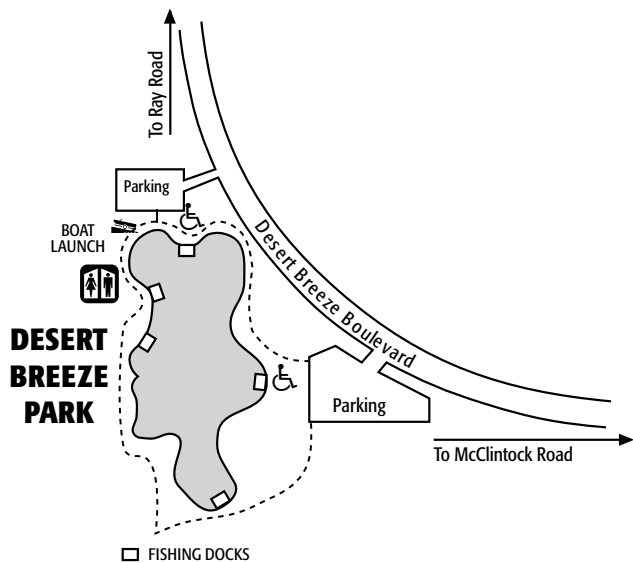 To Ray Road
Parking
BOAT
LAUNCH
Desert Breeze Boulevard
DESERT
BREEZE
PARK
Parking
To McClintock Road
FISHING DOCKS